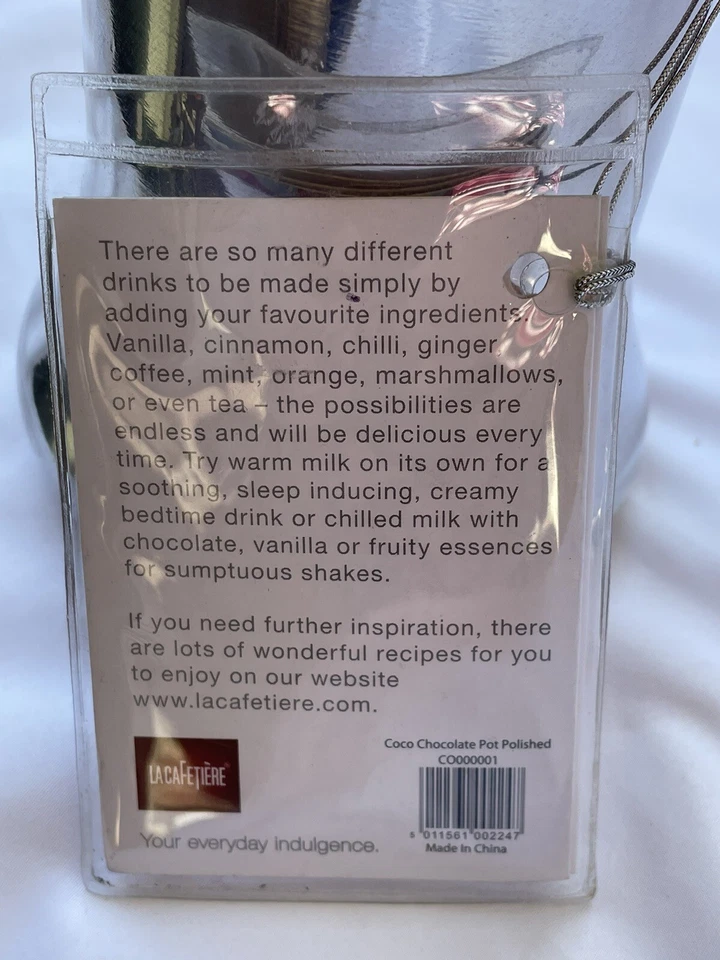 There are so many different
drinks to be made simply by
adding your favourite ingredients.
Vanilla, cinnamon, chilli, ginger,
coffee, mint, orange, marshmallows,
or even tea – the possibilities are
endless and will be delicious every
time. Try warm milk on its own for a
soothing, sleep inducing, creamy
bedtime drink or chilled milk with
chocolate, vanilla or fruity essences
for sumptuous shakes.
If you need further inspiration, there
are lots of wonderful recipes for you
to enjoy on our website
www.lacafetiere.com.
LA CAFETIÈRE®
Your everyday indulgence.
Coco Chocolate Pot Polished
CO000001
5 011561 002247
Made In China